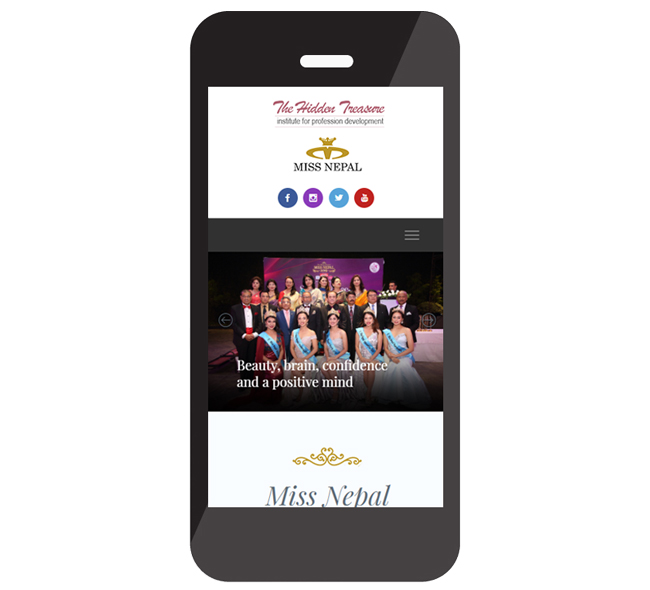 The Hidden Treasure
institute for profession development
MISS NEPAL
Beauty, brain, confidence
and a positive mind
Miss Nepal